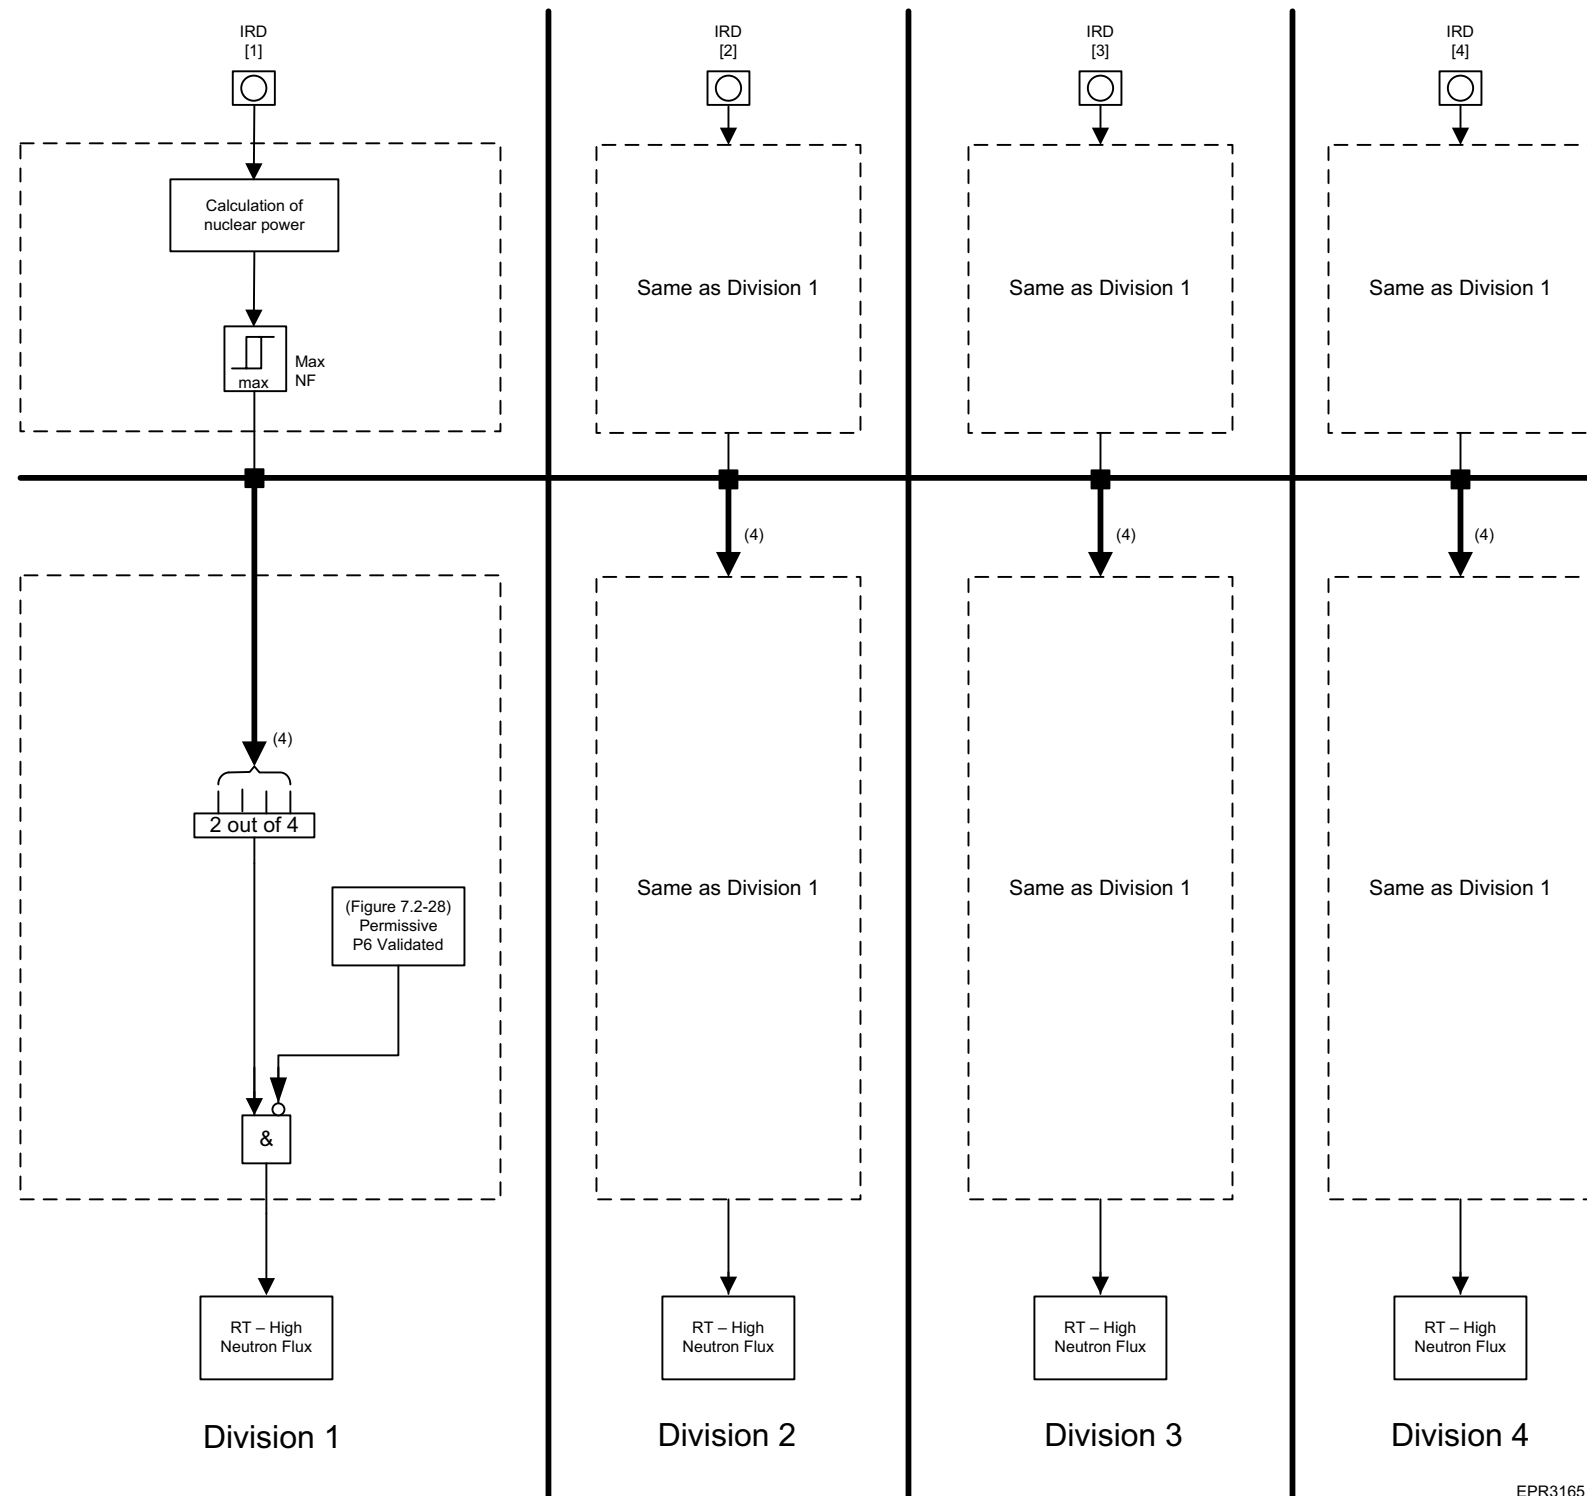 IRD
[1]
IRD
[2]
IRD
[3]
IRD
[4]
Calculation of
nuclear power
max
Max
NF
Same as Division 1
Same as Division 1
Same as Division 1
(4)
(4)
(4)
(4)
2 out of 4
(Figure 7.2-28)
Permissive
P6 Validated
&
Same as Division 1
Same as Division 1
Same as Division 1
RT – High
Neutron Flux
RT – High
Neutron Flux
RT – High
Neutron Flux
RT – High
Neutron Flux
Division 1
Division 2
Division 3
Division 4
EPR3165